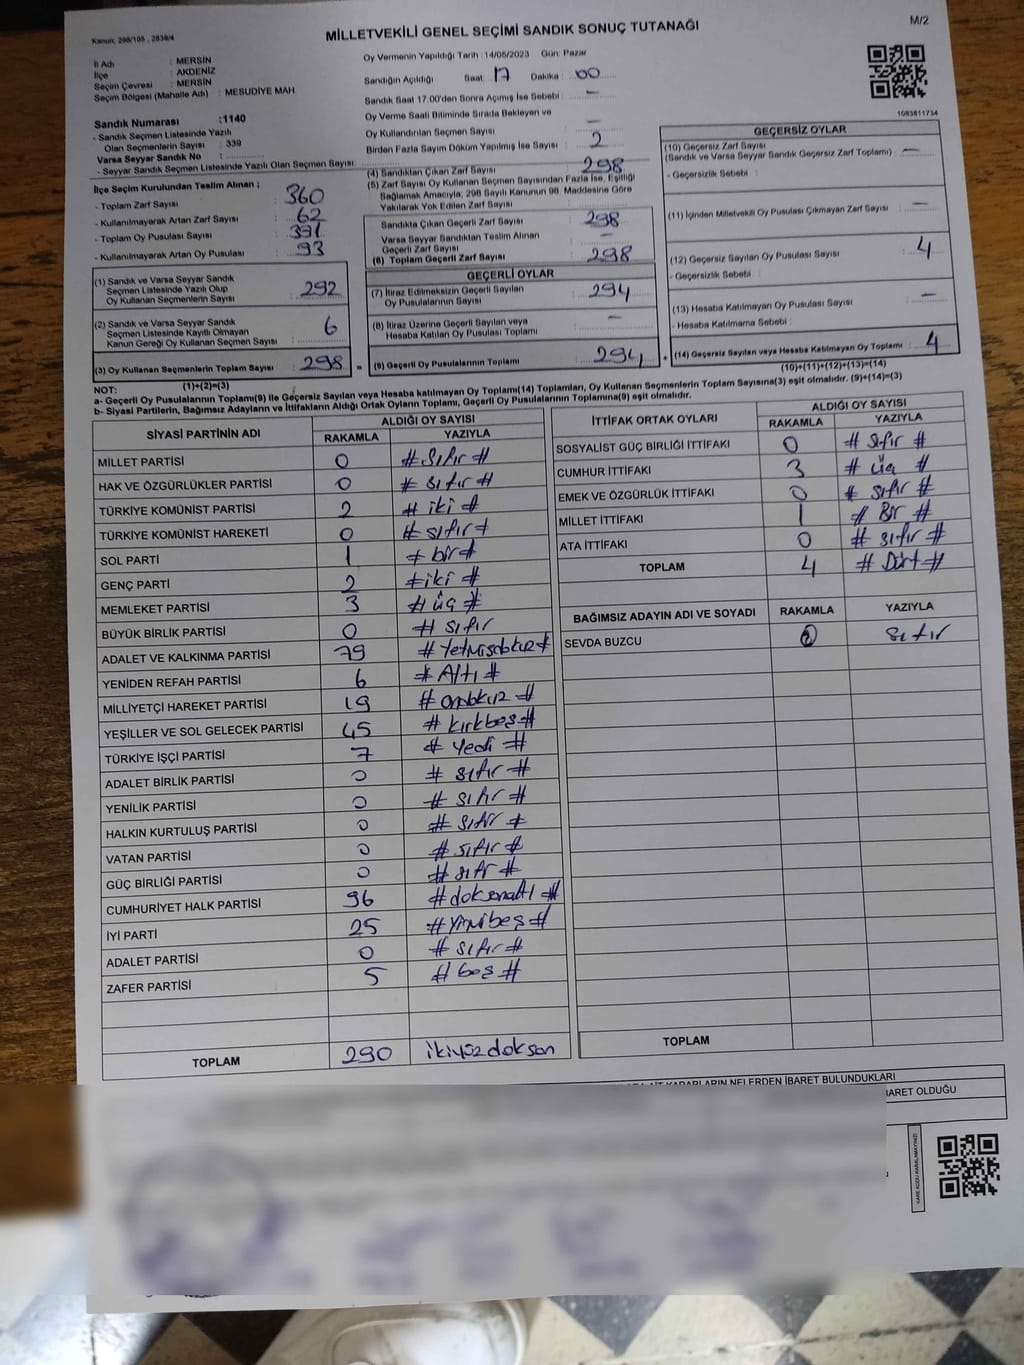 Kanun: 298/105 , 2839/4
MİLLETVEKİLİ GENEL SEÇİMİ SANDIK SONUÇ TUTANAĞI
M/2
İl Adı : MERSİN
İlçe : AKDENİZ
Seçim Çevresi : MERSİN
Seçim Bölgesi (Mahalle Adı) : MESUDİYE MAH
Sandık Numarası :1140
- Sandık Seçmen Listesinde Yazılı
Olan Seçmenlerin Sayısı : 339
Varsa Seyyar Sandık No :
- Seyyar Sandık Seçmen Listesinde Yazılı Olan Seçmen Sayısı:
Oy Vermenin Yapıldığı Tarih :14/05/2023 Gün: Pazar
Sandığın Açıldığı Saat : 17 Dakika : 00
Sandık Saat 17:00'den Sonra Açımış İse Sebebi : —
Oy Verme Saati Bitiminde Sırada Bekleyen ve
Oy Kullandırılan Seçmen Sayısı : —
Birden Fazla Sayım Döküm Yapılmış İse Sayısı : 2
1083811734
İlçe Seçim Kurulundan Teslim Alınan ;
- Toplam Zarf Sayısı : 360
- Kullanılmayarak Artan Zarf Sayısı : 62
- Toplam Oy Pusulası Sayısı : 391
- Kullanılmayarak Artan Oy Pusulası : 93
(1) Sandık ve Varsa Seyyar Sandık
Seçmen Listesinde Yazılı Olup
Oy Kullanan Seçmenlerin Sayısı : 292
(2) Sandık ve Varsa Seyyar Sandık
Seçmen Listesinde Kayıtlı Olmayan
Kanun Gereği Oy Kullanan Seçmen Sayısı : 6
(3) Oy Kullanan Seçmenlerin Toplam Sayısı : 298
(4) Sandıktan Çıkan Zarf Sayısı : 298
(5) Zarf Sayısı Oy Kullanan Seçmen Sayısından Fazla İse, Eşitliği
Sağlamak Amacıyla; 298 Sayılı Kanunun 98. Maddesine Göre
Yakılarak Yok Edilen Zarf Sayısı :
Sandıkta Çıkan Geçerli Zarf Sayısı : 298
Varsa Seyyar Sandıktan Teslim Alınan
Geçerli Zarf Sayısı : —
(6) Toplam Geçerli Zarf Sayısı : 298
GEÇERLİ OYLAR
(7) İtiraz Edilmeksizin Geçerli Sayılan
Oy Pusulalarının Sayısı : 294
(8) İtiraz Üzerine Geçerli Sayılan veya
Hesaba Katılan Oy Pusulası Toplamı : —
(9) Geçerli Oy Pusulalarının Toplamı : 294
GEÇERSİZ OYLAR
(10) Geçersiz Zarf Sayısı
(Sandık ve Varsa Seyyar Sandık Geçersiz Zarf Toplamı) : —
- Geçersizlik Sebebi :
(11) İçinden Milletvekili Oy Pusulası Çıkmayan Zarf Sayısı : —
(12) Geçersiz Sayılan Oy Pusulası Sayısı : 4
- Geçersizlik Sebebi :
(13) Hesaba Katılmayan Oy Pusulası Sayısı : —
- Hesaba Katılmama Sebebi :
(14) Geçersiz Sayılan veya Hesaba Katılmayan Oy Toplamı : 4
(10)+(11)+(12)+(13)=(14)
NOT: (1)+(2)=(3)
a- Geçerli Oy Pusulalarının Toplamı(9) ile Geçersiz Sayılan veya Hesaba katılmayan Oy Toplamı(14) Toplamları, Oy Kullanan Seçmenlerin Toplam Sayısına(3) eşit olmalıdır. (9)+(14)=(3)
b- Siyasi Partilerin, Bağımsız Adayların ve İttifakların Aldığı Ortak Oyların Toplamı, Geçerli Oy Pusulalarının Toplamına(9) eşit olmalıdır.
SİYASİ PARTİNİN ADI ALDIĞI OY SAYISI
RAKAMLA YAZIYLA
MİLLET PARTİSİ 0 # Sıfır #
HAK VE ÖZGÜRLÜKLER PARTİSİ 0 # sıfır #
TÜRKİYE KOMÜNİST PARTİSİ 2 # iki #
TÜRKİYE KOMÜNİST HAREKETİ 0 # sıfır #
SOL PARTİ 1 # bir #
GENÇ PARTİ 2 # iki #
MEMLEKET PARTİSİ 3 # üç #
BÜYÜK BİRLİK PARTİSİ 0 # sıfır
ADALET VE KALKINMA PARTİSİ 79 # Yetmişdokuz #
YENİDEN REFAH PARTİSİ 6 # Altı #
MİLLİYETÇİ HAREKET PARTİSİ 19 # ondokuz #
YEŞİLLER VE SOL GELECEK PARTİSİ 45 # kırkbeş #
TÜRKİYE İŞÇİ PARTİSİ 7 # Yedi #
ADALET BİRLİK PARTİSİ 0 # sıfır #
YENİLİK PARTİSİ 0 # sıfır #
HALKIN KURTULUŞ PARTİSİ 0 # sıfır #
VATAN PARTİSİ 0 # sıfır #
GÜÇ BİRLİĞİ PARTİSİ 0 # sıfır #
CUMHURİYET HALK PARTİSİ 96 # doksanaltı #
İYİ PARTİ 25 # Yirmibeş #
ADALET PARTİSİ 0 # sıfır #
ZAFER PARTİSİ 5 # beş #
TOPLAM 290 ikiyüzdoksan
İTTİFAK ORTAK OYLARI ALDIĞI OY SAYISI
RAKAMLA YAZIYLA
SOSYALİST GÜÇ BİRLİĞİ İTTİFAKI 0 # sıfır #
CUMHUR İTTİFAKI 3 # üç #
EMEK VE ÖZGÜRLÜK İTTİFAKI 0 # sıfır #
MİLLET İTTİFAKI 1 # Bir #
ATA İTTİFAKI 0 # sıfır #
TOPLAM 4 # Dört #
BAĞIMSIZ ADAYIN ADI VE SOYADI RAKAMLA YAZIYLA
SEVDA BUZCU 0 sıfır
TOPLAM
NELERDEN İBARET BULUNDUKLARI
İBARET OLDUĞU